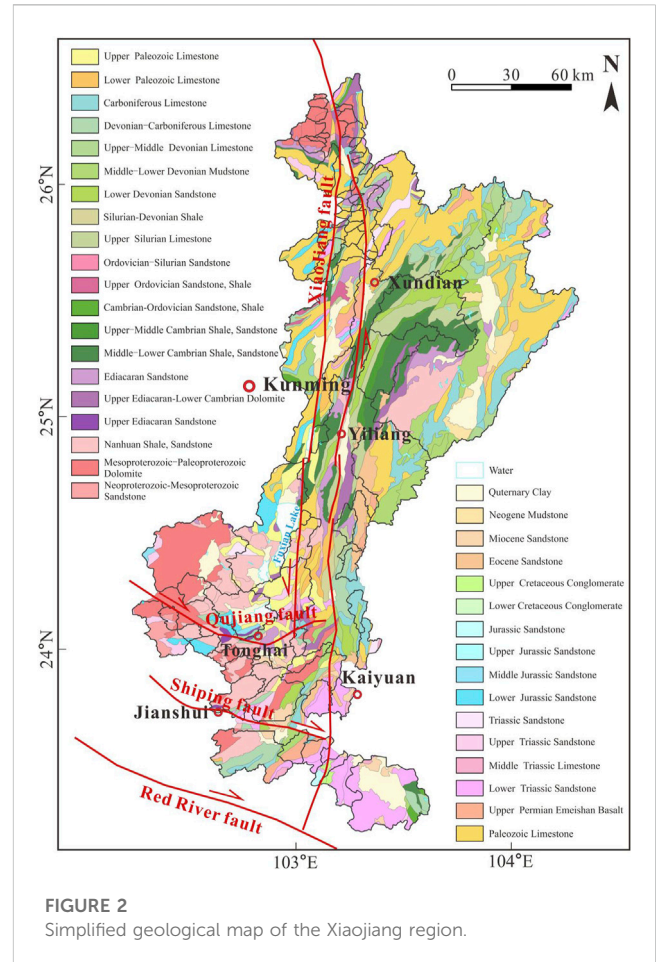 Upper Paleozoic Limestone
Lower Paleozoic Limestone
Carboniferous Limestone
Devonian-Carboniferous Limestone
Upper-Middle Devonian Limestone
Middle-Lower Devonian Mudstone
Lower Devonian Sandstone
Silurian-Devonian Shale
Upper Silurian Limestone
Ordovician-Silurian Sandstone
Upper Ordovician Sandstone, Shale
Cambrian-Ordovician Sandstone, Shale
Upper-Middle Cambrian Shale, Sandstone
Middle-Lower Cambrian Shale, Sandstone
Ediacaran Sandstone
Upper Ediacaran-Lower Cambrian Dolomite
Upper Ediacaran Sandstone
Nanhuan Shale, Sandstone
Mesoproterozoic-Paleoproterozoic
Dolomite
Neoproterozoic-Mesoproterozoic
Sandstone
0 30 60 km
N
26°N
25°N
24°N
XiaoJiang fault
Xundian
Kunming
Yiliang
Fuxian Lake
Qujiang fault
Tonghai
Kaiyuan
Shiping fault
Jianshui
Red River fault
Water
Quternary Clay
Neogene Mudstone
Miocene Sandstone
Eocene Sandstone
Upper Cretaceous Conglomerate
Lower Cretaceous Conglomerate
Jurassic Sandstone
Upper Jurassic Sandstone
Middle Jurassic Sandstone
Lower Jurassic Sandstone
Triassic Sandstone
Upper Triassic Sandstone
Middle Triassic Limestone
Lower Triassic Sandstone
Upper Permian Emeishan Basalt
Paleozoic Limestone
103°E
104°E
FIGURE 2
Simplified geological map of the Xiaojiang region.